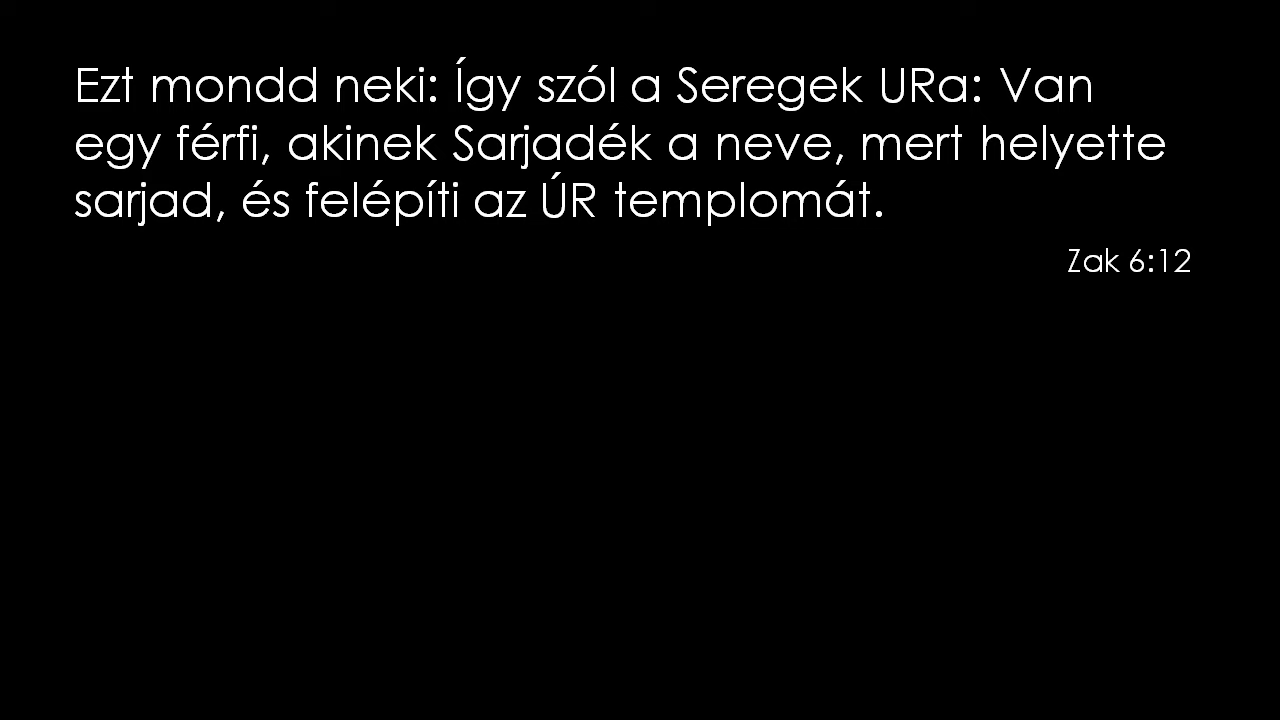 Ezt mondd neki: Így szól a Seregek URa: Van
egy férfi, akinek Sarjadék a neve, mert helyette
sarjad, és felépíti az ÚR templomát.
Zak 6:12